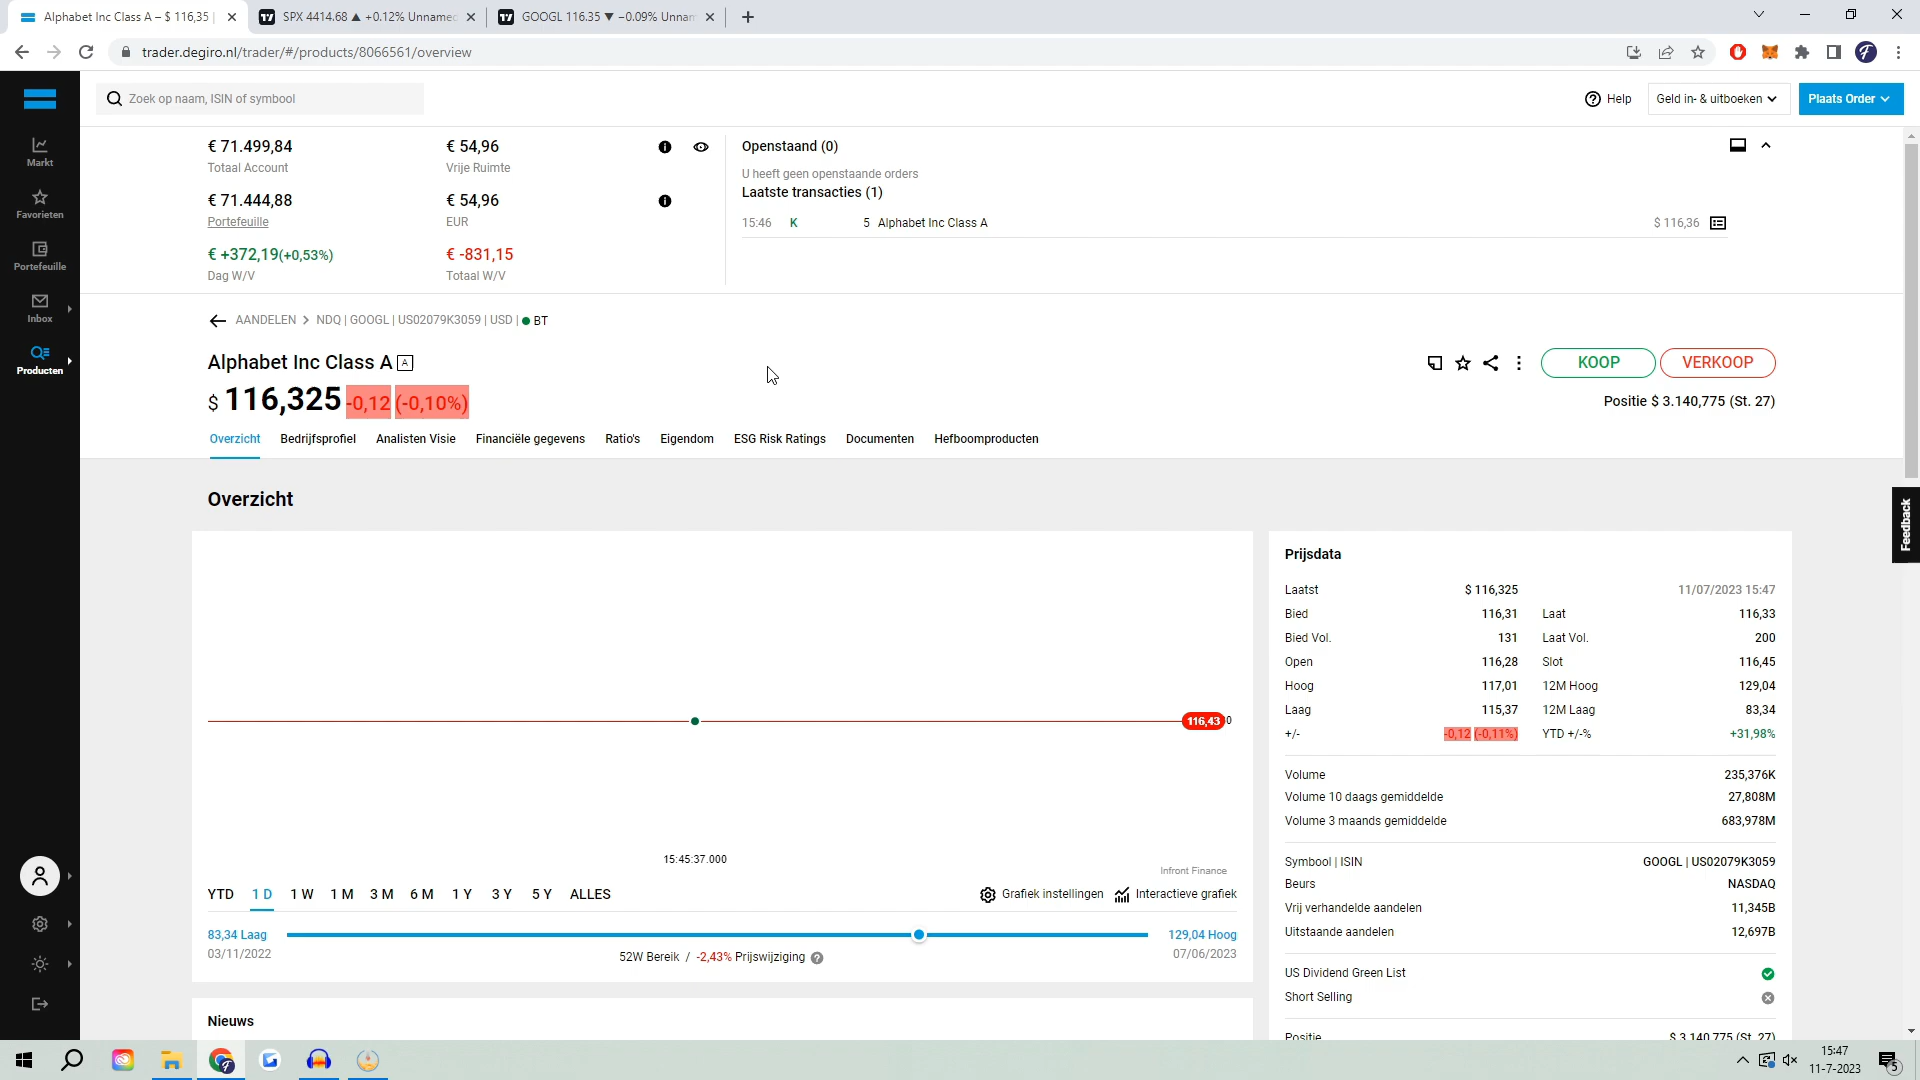 Alphabet Inc Class A – $ 116,35
SPX 4414.68 ▲ +0.12% Unnamed
GOOGL 116.35 ▼ −0.09% Unnam
trader.degiro.nl/trader/#/products/8066561/overview
Zoek op naam, ISIN of symbool
Help
Geld in- & uitboeken
Plaats Order
Markt
Favorieten
Portefeuille
Inbox
Producten
€ 71.499,84
Totaal Account
€ 54,96
Vrije Ruimte
€ 71.444,88
Portefeuille
€ 54,96
EUR
€ +372,19(+0,53%)
Dag W/V
€ -831,15
Totaal W/V
Openstaand (0)
U heeft geen openstaande orders
Laatste transacties (1)
15:46 K 5 Alphabet Inc Class A $ 116,36
AANDELEN > NDQ | GOOGL | US02079K3059 | USD | BT
Alphabet Inc Class A A
$ 116,325 -0,12 (-0,10%)
KOOP
VERKOOP
Positie $ 3.140,775 (St. 27)
Overzicht Bedrijfsprofiel Analisten Visie Financiële gegevens Ratio's Eigendom ESG Risk Ratings Documenten Hefboomproducten
Feedback
Overzicht
116,43
0
15:45:37.000
Infront Finance
YTD 1 D 1 W 1 M 3 M 6 M 1 Y 3 Y 5 Y ALLES
Grafiek instellingen
Interactieve grafiek
83,34 Laag
03/11/2022
52W Bereik / -2,43% Prijswijziging ?
129,04 Hoog
07/06/2023
Nieuws
Prijsdata
Laatst $ 116,325 11/07/2023 15:47
Bied 116,31 Laat 116,33
Bied Vol. 131 Laat Vol. 200
Open 116,28 Slot 116,45
Hoog 117,01 12M Hoog 129,04
Laag 115,37 12M Laag 83,34
+/- -0,12 (-0,11%) YTD +/-% +31,98%
Volume 235,376K
Volume 10 daags gemiddelde 27,808M
Volume 3 maands gemiddelde 683,978M
Symbool | ISIN GOOGL | US02079K3059
Beurs NASDAQ
Vrij verhandelde aandelen 11,345B
Uitstaande aandelen 12,697B
US Dividend Green List
Short Selling
Positie $ 3.140,775 (St. 27)
15:47
11-7-2023
5